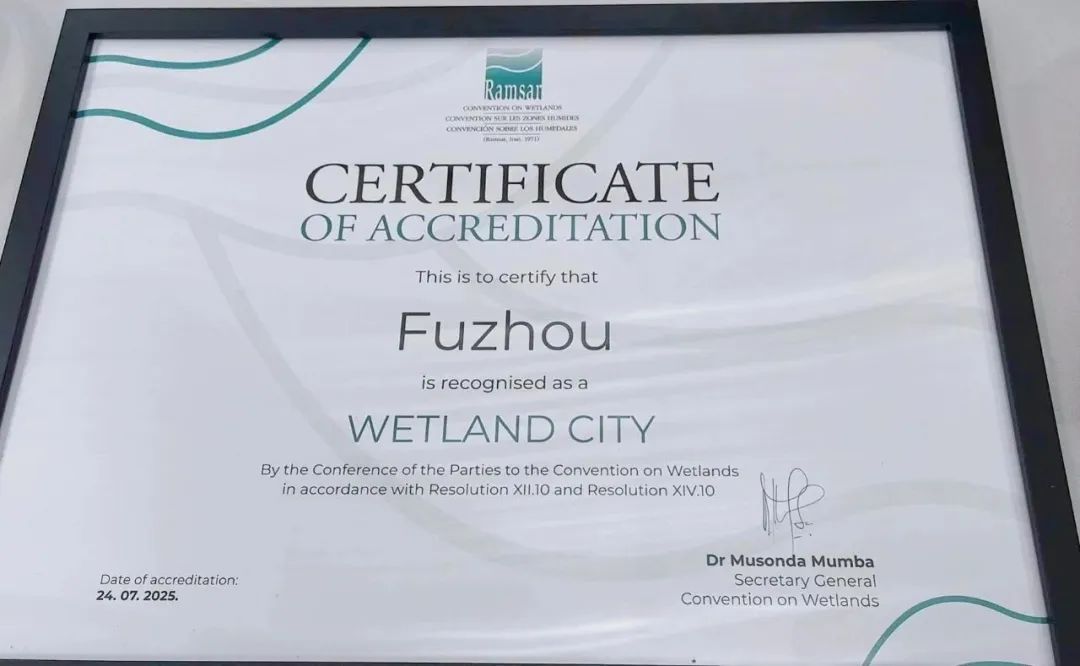 Ramsar
CONVENTION ON WETLANDS
CONVENTION SUR LES ZONES HUMIDES
CONVENCIÓN SOBRE LOS HUMEDALES
(Ramsar, Iran, 1971)
CERTIFICATE
OF ACCREDITATION
This is to certify that
Fuzhou
is recognised as a
WETLAND CITY
By the Conference of the Parties to the Convention on Wetlands
in accordance with Resolution XII.10 and Resolution XIV.10
Dr Musonda Mumba
Secretary General
Convention on Wetlands
Date of accreditation:
24. 07. 2025.